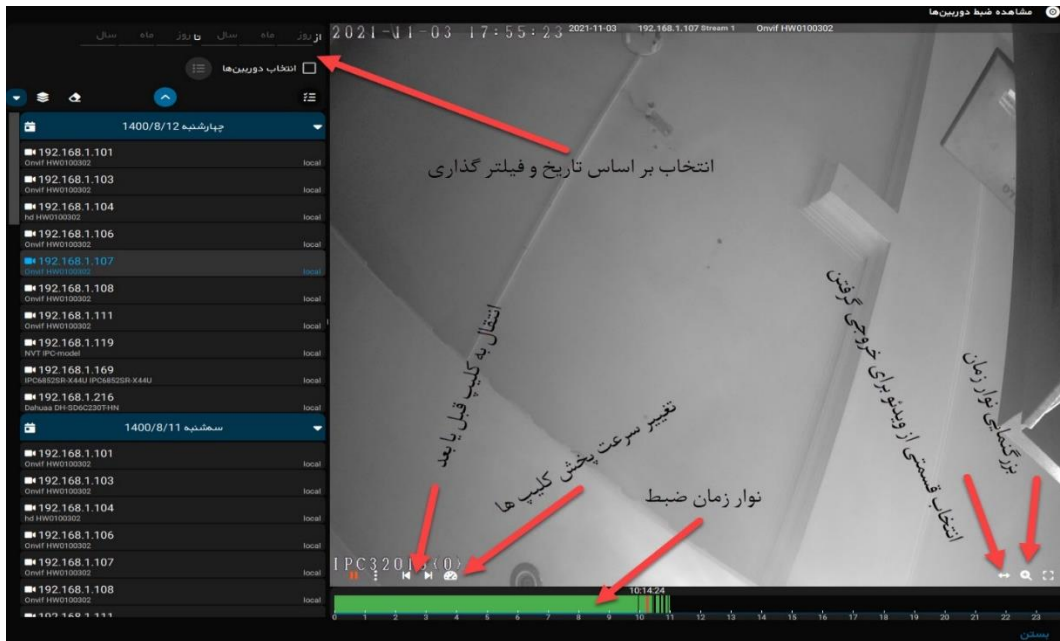 مشاهده ضبط دوربین‌ها
از روز ماه سال تا روز ماه سال
انتخاب دوربین‌ها
چهارشنبه 1400/8/12
192.168.1.101
Onvif HW0100302 local
192.168.1.103
Onvif HW0100302 local
192.168.1.104
hd HW0100302 local
192.168.1.106
Onvif HW0100302 local
192.168.1.107
Onvif HW0100302 local
192.168.1.108
Onvif HW0100302 local
192.168.1.111
Onvif HW0100302 local
192.168.1.119
NVT IPC-model local
192.168.1.169
IPC6852SR-X44U IPC6852SR-X44U local
192.168.1.216
Dahuaa DH-SD6C230T-HN local
سه‌شنبه 1400/8/11
192.168.1.101
Onvif HW0100302 local
192.168.1.103
Onvif HW0100302 local
192.168.1.104
hd HW0100302 local
192.168.1.106
Onvif HW0100302 local
192.168.1.107
Onvif HW0100302 local
192.168.1.108
Onvif HW0100302 local
192.168.1.111
2021-11-03 17:55:23
2021-11-03 192.168.1.107 Stream 1 Onvif HW0100302
انتخاب بر اساس تاریخ و فیلتر گذاری
انتقال به کلیپ قبل یا بعد
تغییر سرعت پخش کلیپ ها
نوار زمان ضبط
انتخاب قسمتی از ویدئو برای خروجی گرفتن
بزرگنمایی نوار زمان
10:14:24
0 1 2 3 4 5 6 7 8 9 10 11 12 13 14 15 16 17 18 19 20 21 22 23
بستن